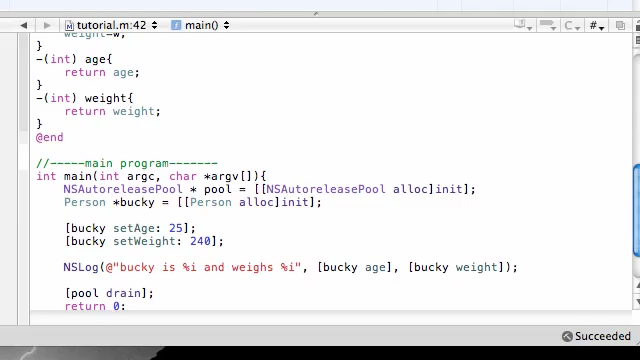 tutorial.m:42 f main() C #
weight=w;
}
-(int) age{
return age;
}
-(int) weight{
return weight;
}
@end
//-----main program-------
int main(int argc, char *argv[]){
NSAutoreleasePool * pool = [[NSAutoreleasePool alloc]init];
Person *bucky = [[Person alloc]init];
[bucky setAge: 25];
[bucky setWeight: 240];
NSLog(@"bucky is %i and weighs %i", [bucky age], [bucky weight]);
[pool drain];
return 0;
Succeeded